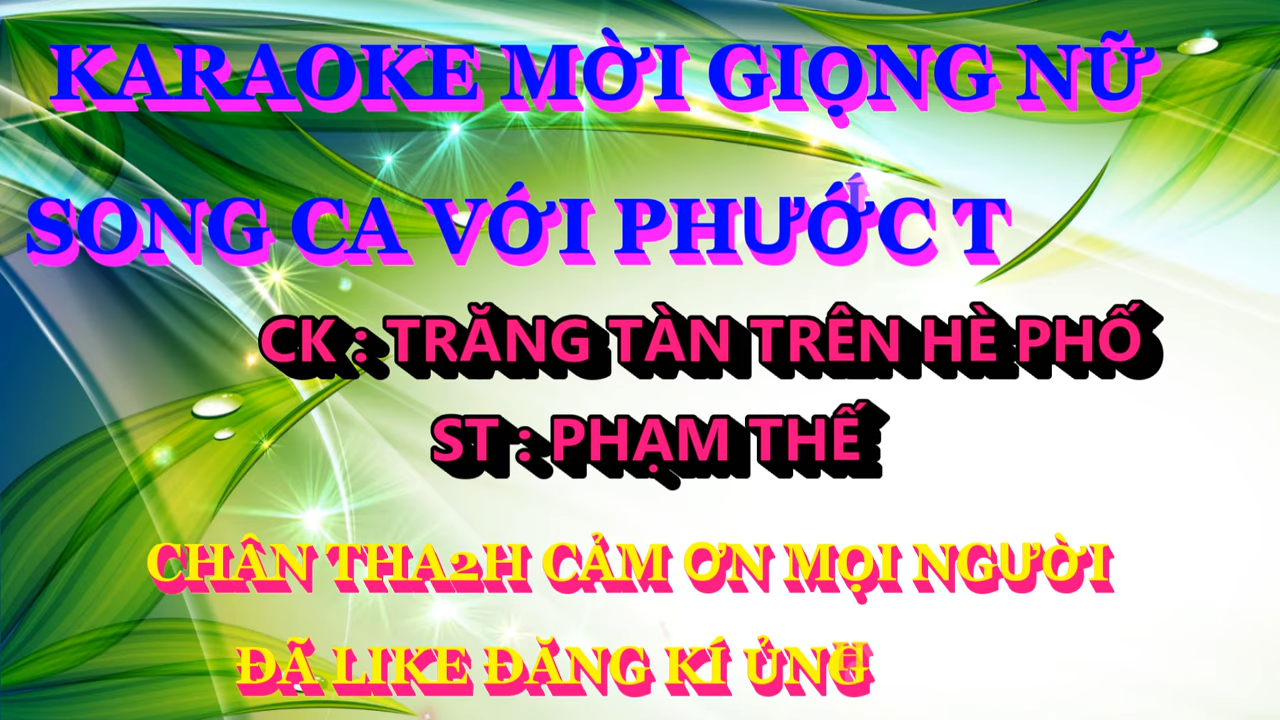 KARAOKE MỜI GIỌNG NỮ
SONG CA VỚI PHƯỚC T
CK : TRĂNG TÀN TRÊN HÈ PHỐ
ST : PHẠM THẾ
CHÂN THA2H CẢM ƠN MỌI NGƯỜI
ĐÃ LIKE ĐĂNG KÍ ỦNG